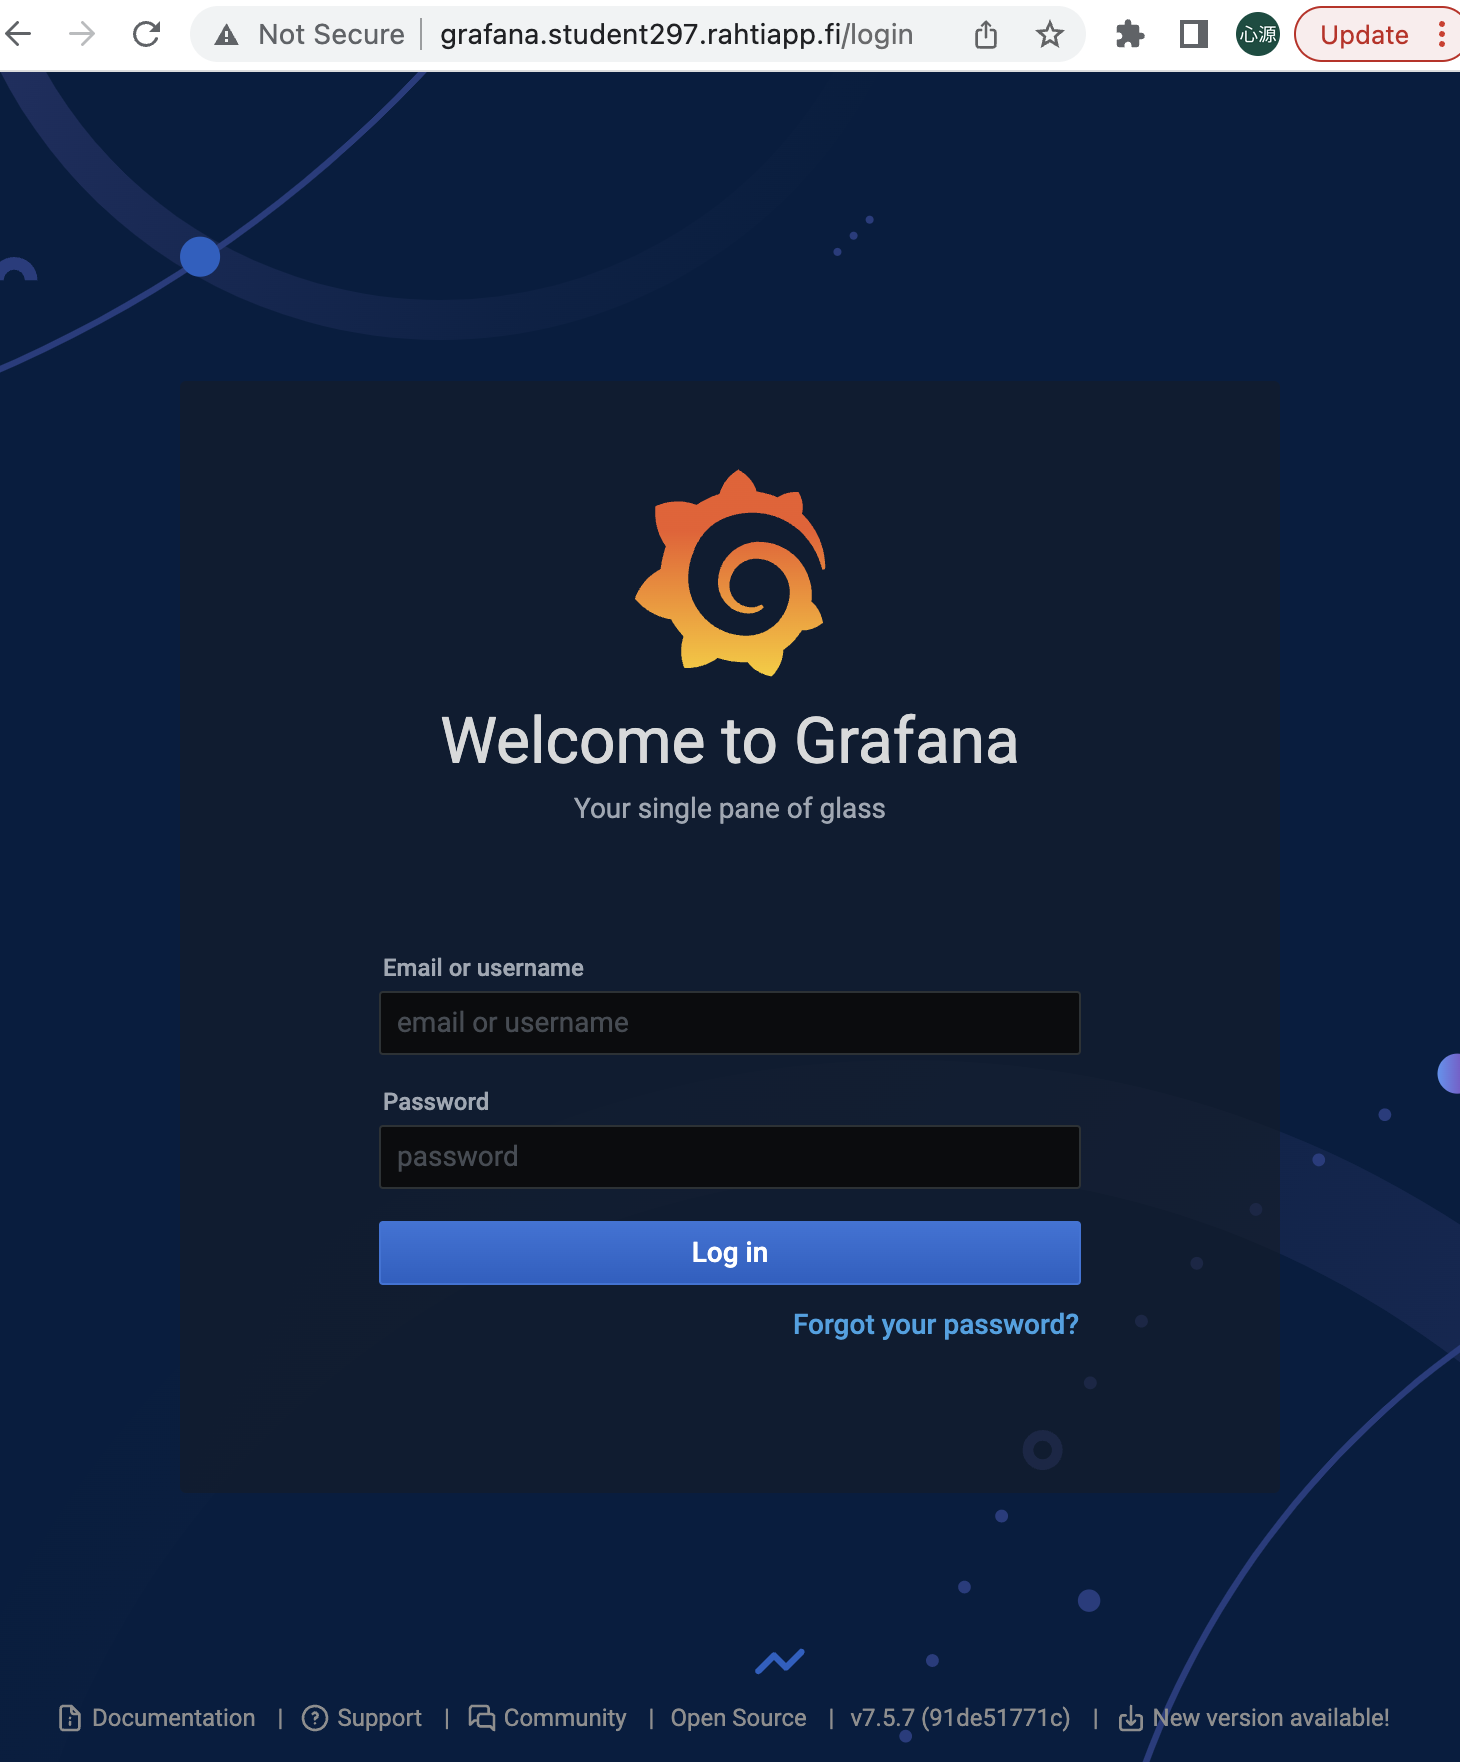 Not Secure grafana.student297.rahtiapp.fi/login 心源 Update
Welcome to Grafana
Your single pane of glass
Email or username
email or username
Password
password
Log in
Forgot your password?
Documentation | Support | Community | Open Source | v7.5.7 (91de51771c) | New version available!